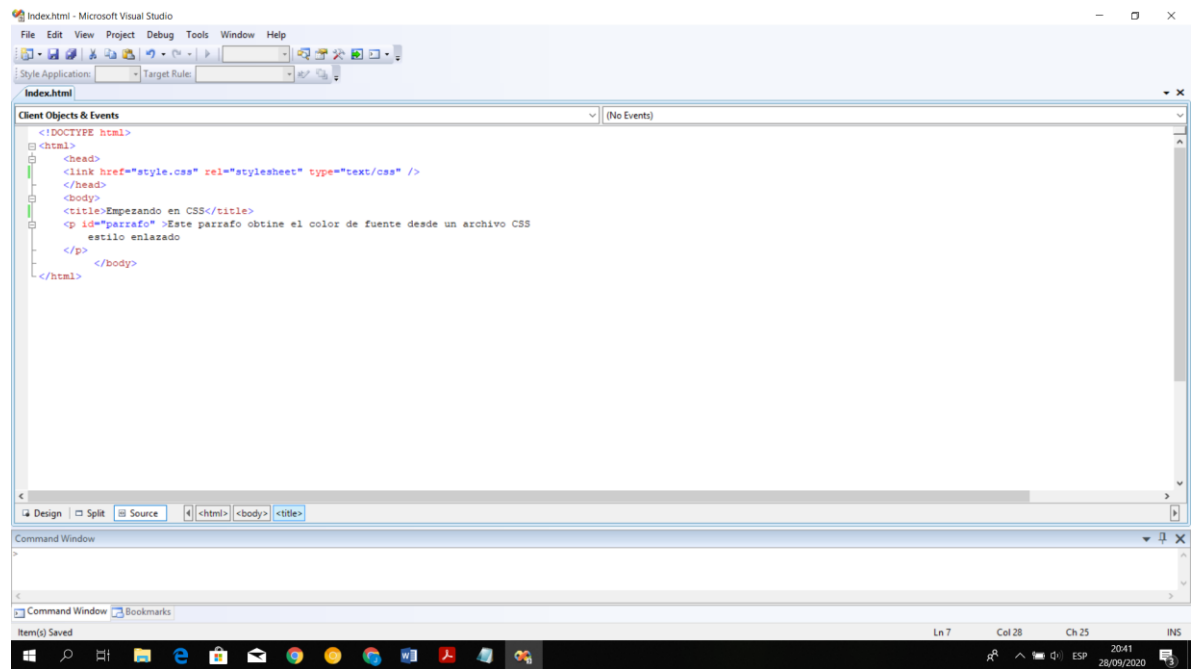 Index.html - Microsoft Visual Studio
File Edit View Project Debug Tools Window Help
Style Application: Target Rule:
Index.html
Client Objects & Events (No Events)
<!DOCTYPE html>
<html>
<head>
<link href="style.css" rel="stylesheet" type="text/css" />
</head>
<body>
<title>Empezando en CSS</title>
<p id="parrafo" >Este parrafo obtine el color de fuente desde un archivo CSS
estilo enlazado
</p>
</body>
</html>
Design Split Source <html> <body> <title>
Command Window
>
Command Window Bookmarks
Item(s) Saved Ln 7 Col 28 Ch 25 INS
ESP 20:41
28/09/2020 3